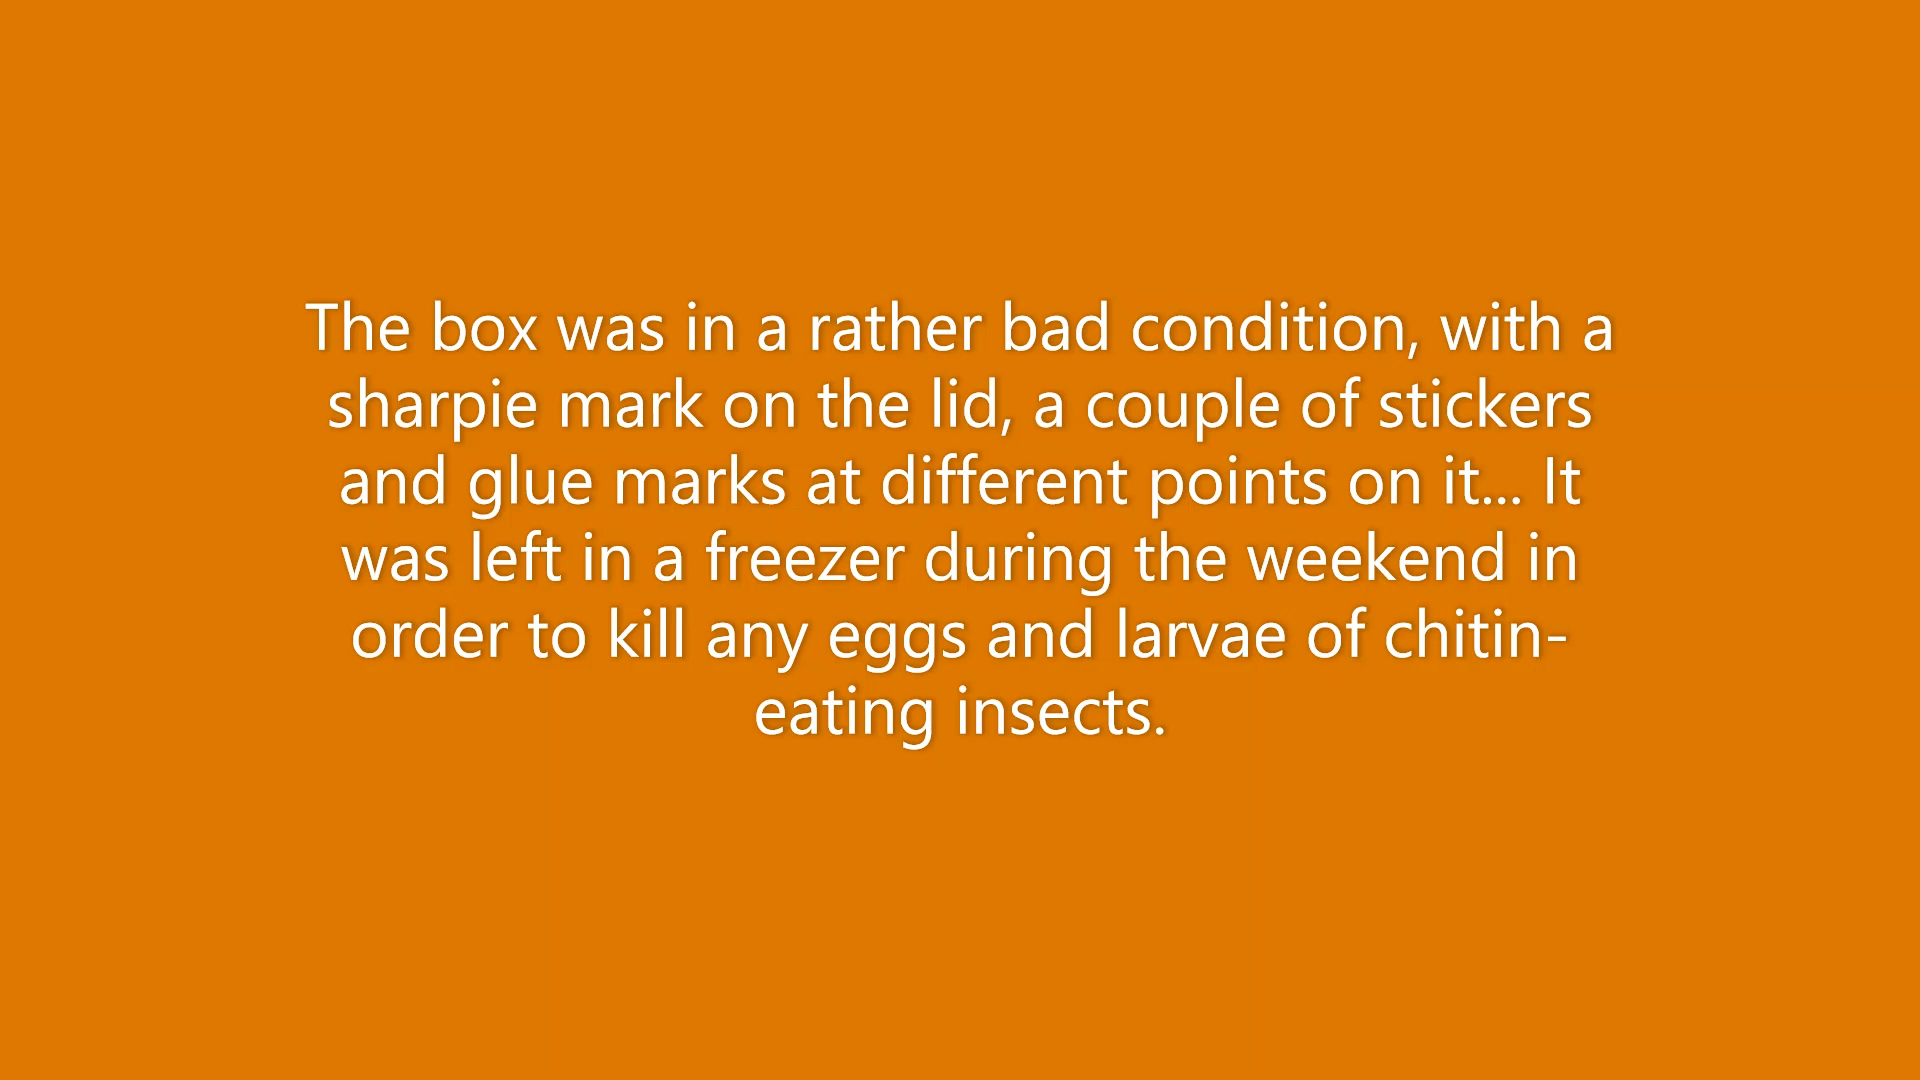 The box was in a rather bad condition, with a
sharpie mark on the lid, a couple of stickers
and glue marks at different points on it... It
was left in a freezer during the weekend in
order to kill any eggs and larvae of chitin-
eating insects.